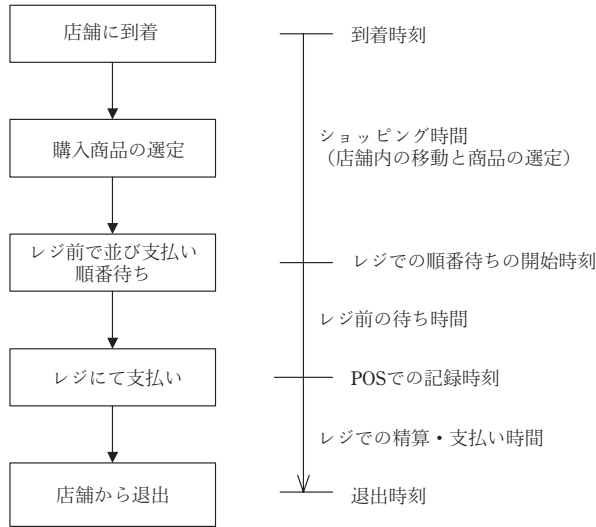 店舗に到着
購入商品の選定
レジ前で並び支払い
順番待ち
レジにて支払い
店舗から退出
到着時刻
ショッピング時間
（店舗内の移動と商品の選定）
レジでの順番待ちの開始時刻
レジ前の待ち時間
POSでの記録時刻
レジでの精算・支払い時間
退出時刻